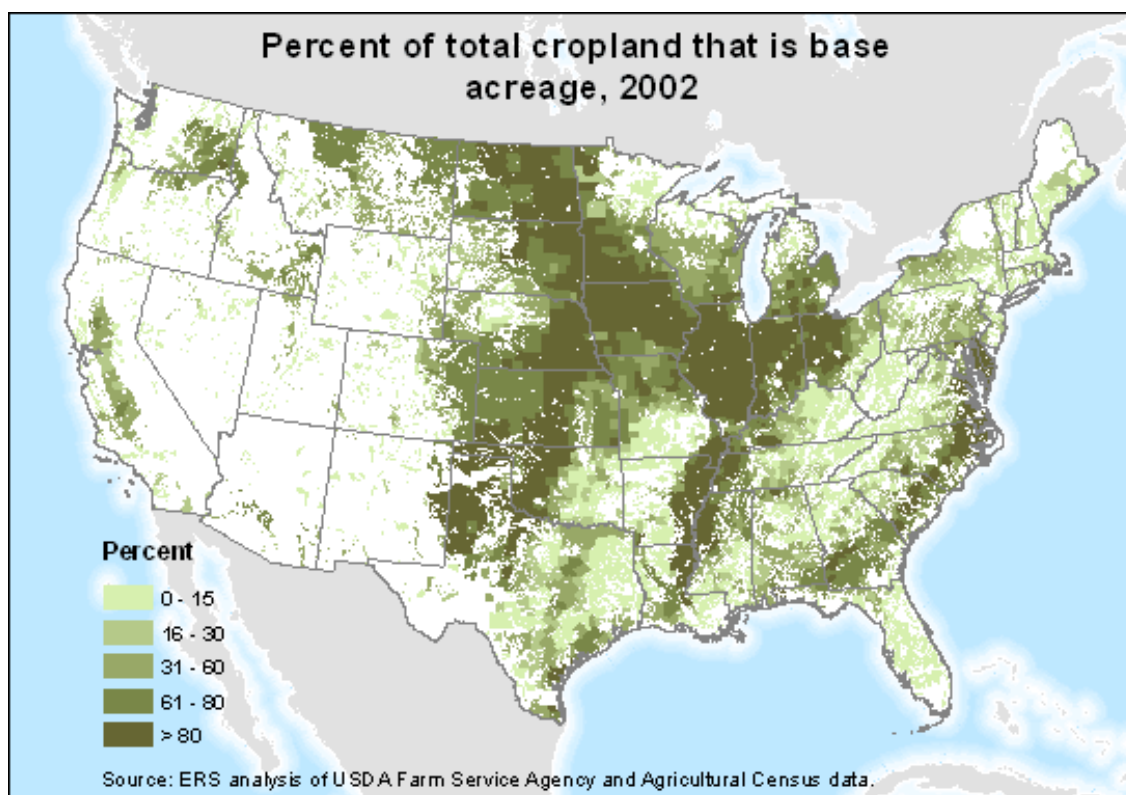 Percent of total cropland that is base
acreage, 2002
Percent
0 - 15
16 - 30
31 - 60
61 - 80
> 80
Source: ERS analysis of USDA Farm Service Agency and Agricultural Census data.